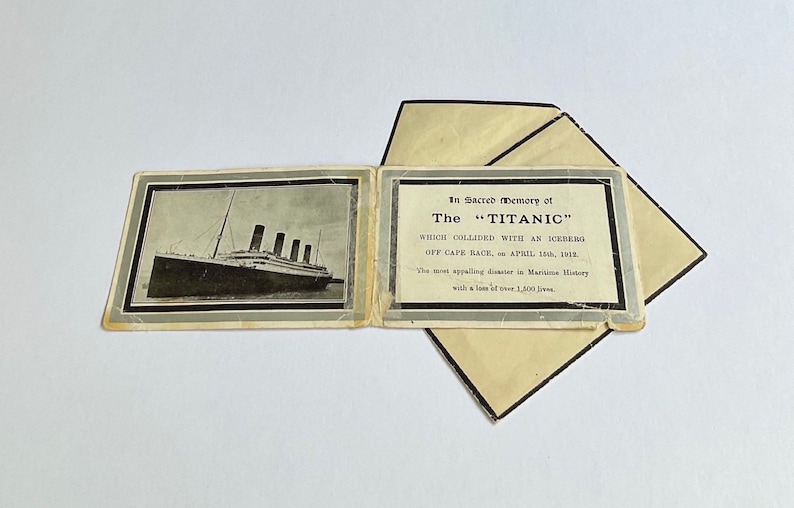 In Sacred Memory of
The "TITANIC"
WHICH COLLIDED WITH AN ICEBERG
OFF CAPE RACE, on APRIL 15th, 1912.
The most appalling disaster in Maritime History
with a loss of over 1,500 lives.